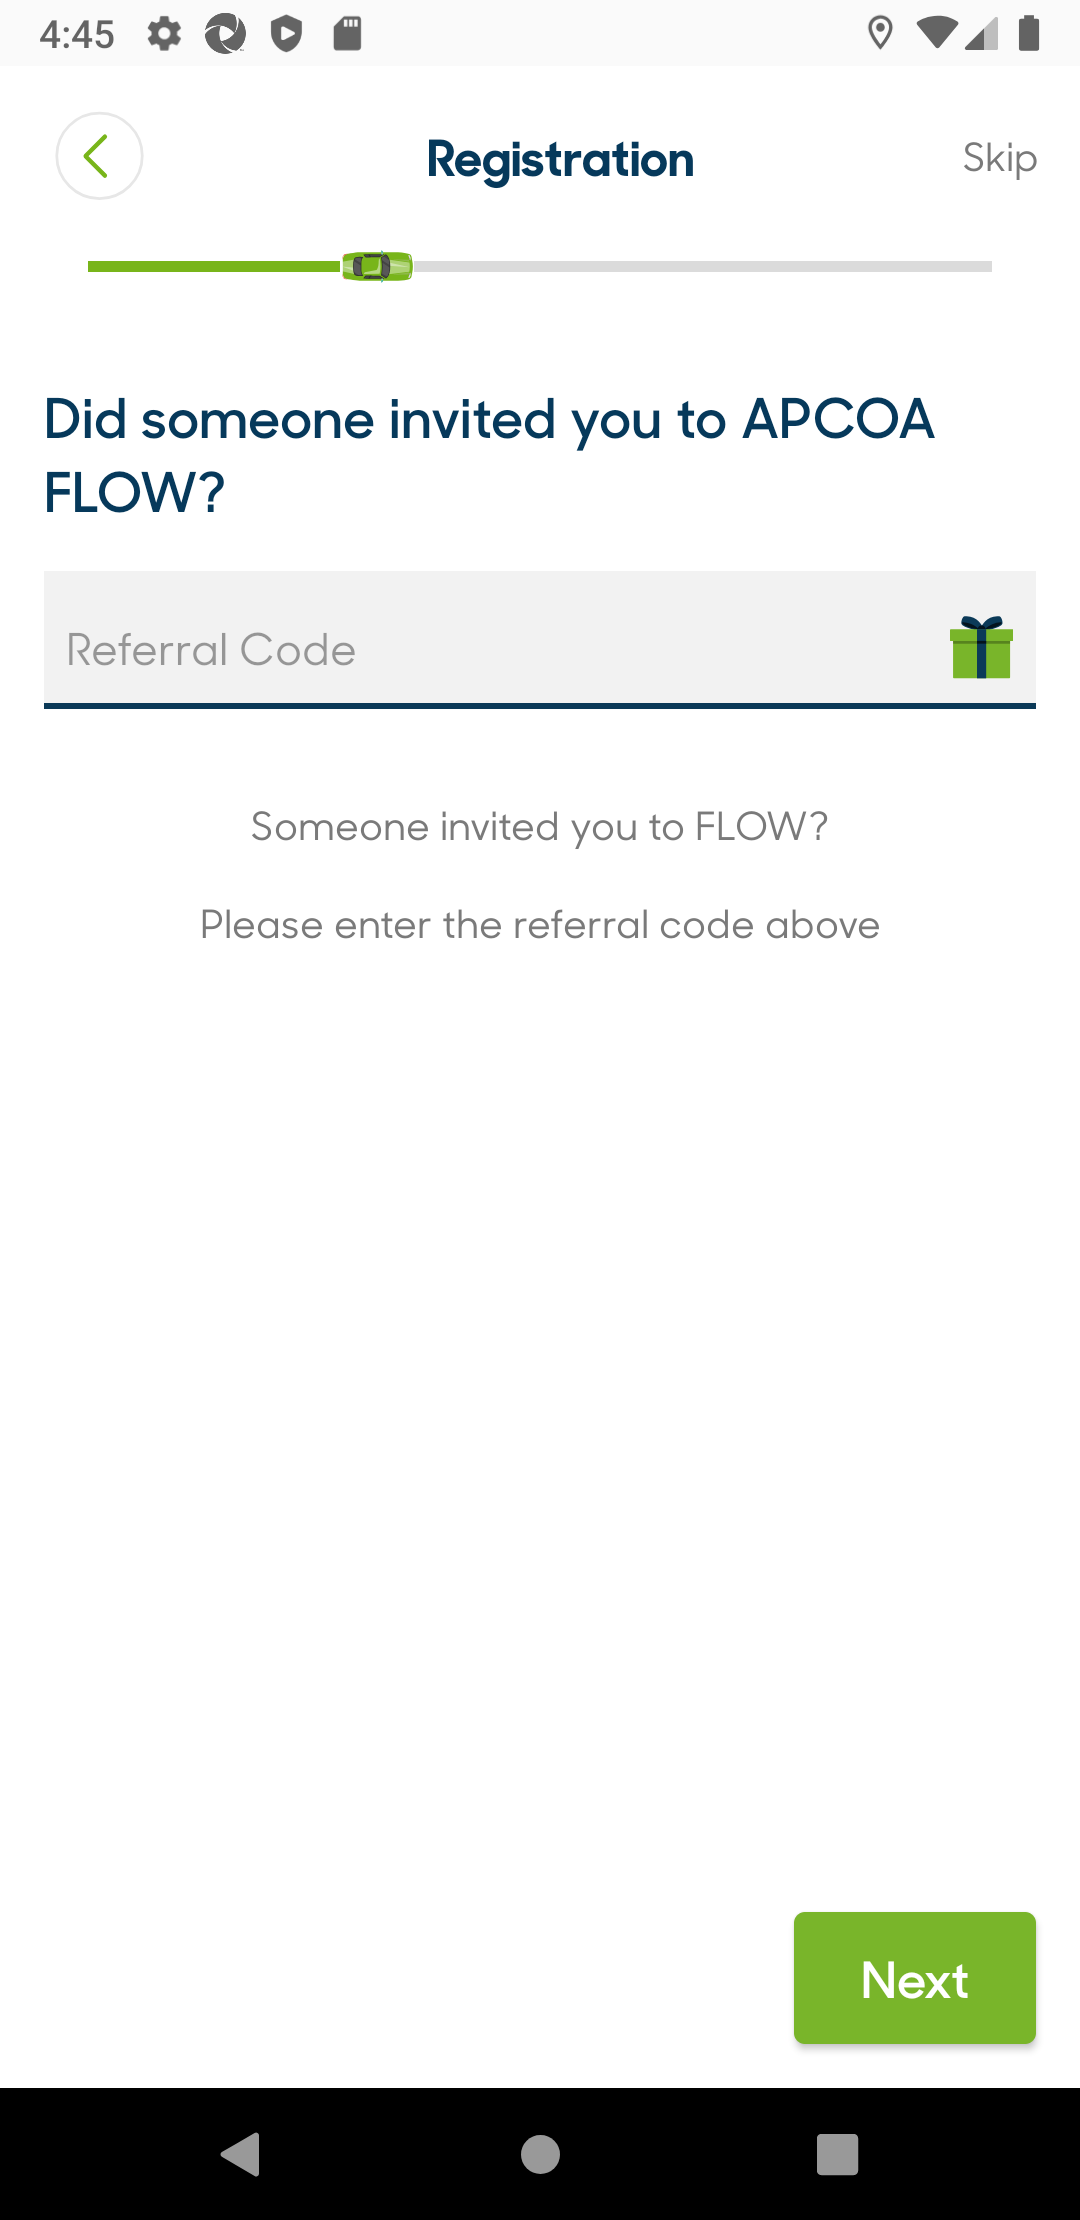 4:45
Registration
Skip
Did someone invited you to APCOA
FLOW?
Referral Code
Someone invited you to FLOW?
Please enter the referral code above
Next